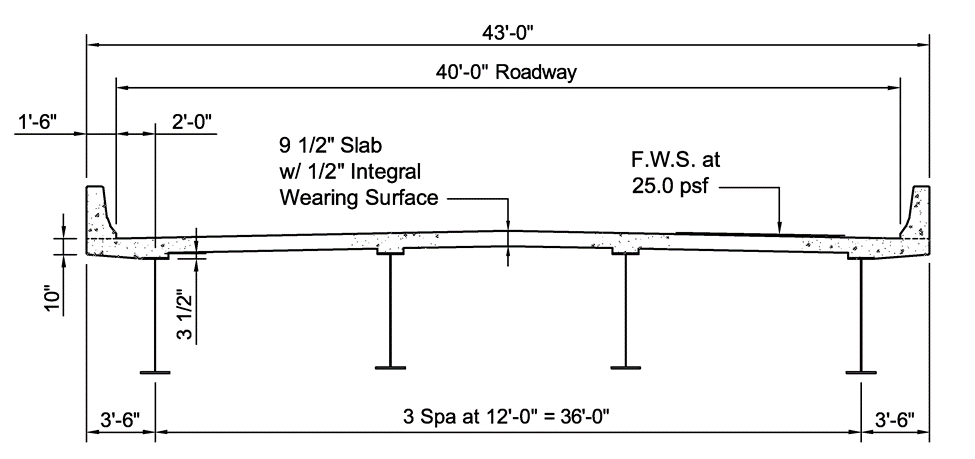 43'-0"
40'-0" Roadway
1'-6"
2'-0"
9 1/2" Slab
w/ 1/2" Integral
Wearing Surface
F.W.S. at
25.0 psf
10"
3 1/2"
3'-6"
3 Spa at 12'-0" = 36'-0"
3'-6"